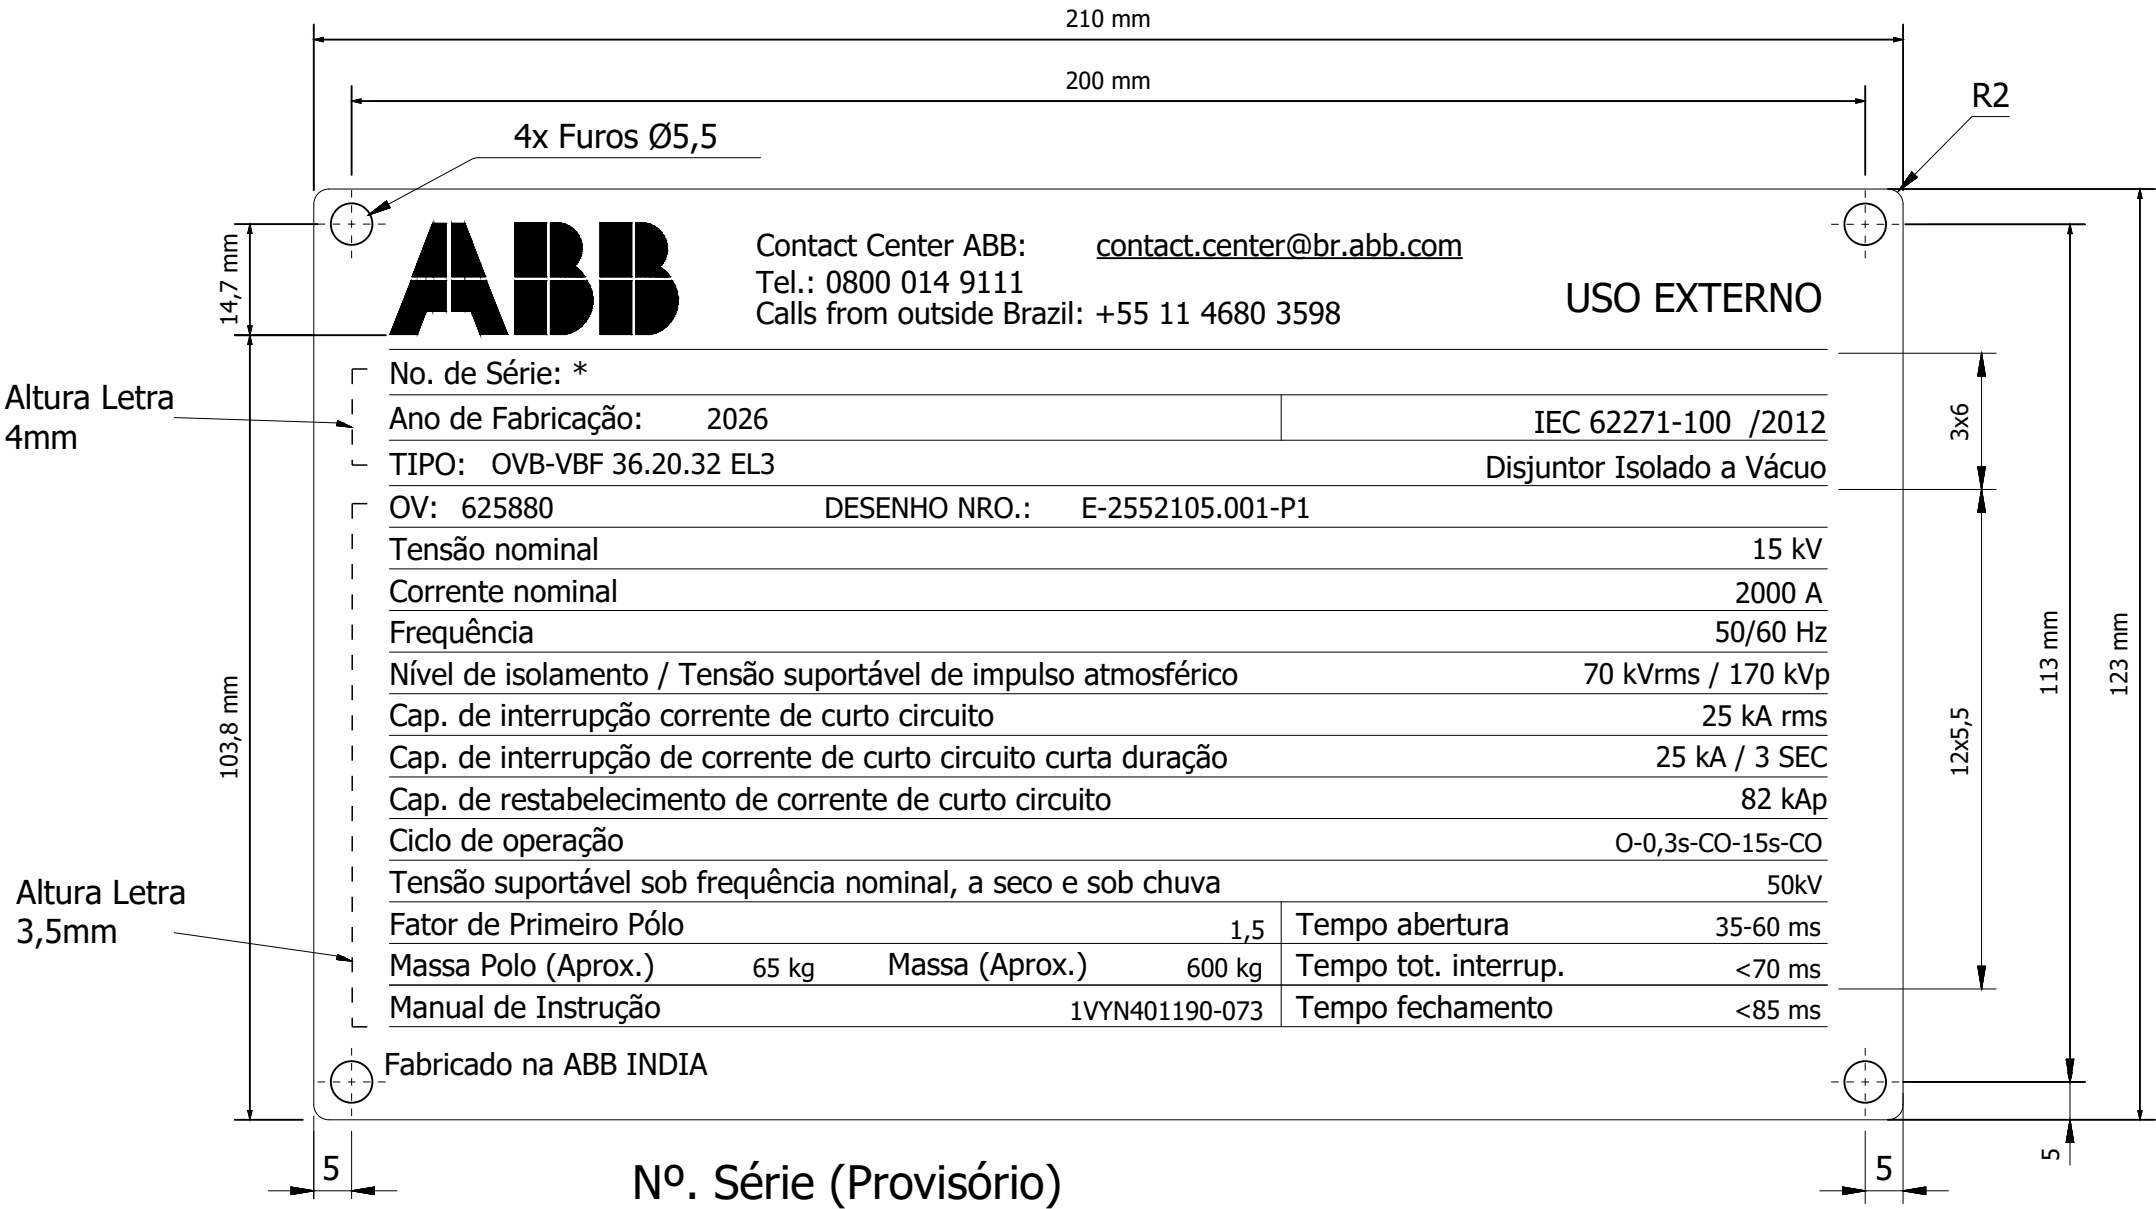 210 mm
200 mm
R2
4x Furos Ø5,5
14,7 mm
ABB
Contact Center ABB: contact.center@br.abb.com
Tel.: 0800 014 9111
Calls from outside Brazil: +55 11 4680 3598
USO EXTERNO
Altura Letra
4mm
No. de Série: *
Ano de Fabricação: 2026 IEC 62271-100 /2012
TIPO: OVB-VBF 36.20.32 EL3 Disjuntor Isolado a Vácuo
3x6
OV: 625880 DESENHO NRO.: E-2552105.001-P1
Tensão nominal 15 kV
Corrente nominal 2000 A
Frequência 50/60 Hz
Nível de isolamento / Tensão suportável de impulso atmosférico 70 kVrms / 170 kVp
Cap. de interrupção corrente de curto circuito 25 kA rms
Cap. de interrupção de corrente de curto circuito curta duração 25 kA / 3 SEC
Cap. de restabelecimento de corrente de curto circuito 82 kAp
Ciclo de operação O-0,3s-CO-15s-CO
Tensão suportável sob frequência nominal, a seco e sob chuva 50kV
Fator de Primeiro Pólo 1,5 Tempo abertura 35-60 ms
Massa Polo (Aprox.) 65 kg Massa (Aprox.) 600 kg Tempo tot. interrup. <70 ms
Manual de Instrução 1VYN401190-073 Tempo fechamento <85 ms
Fabricado na ABB INDIA
103,8 mm
Altura Letra
3,5mm
12x5,5
113 mm
123 mm
5
5
5
Nº. Série (Provisório)